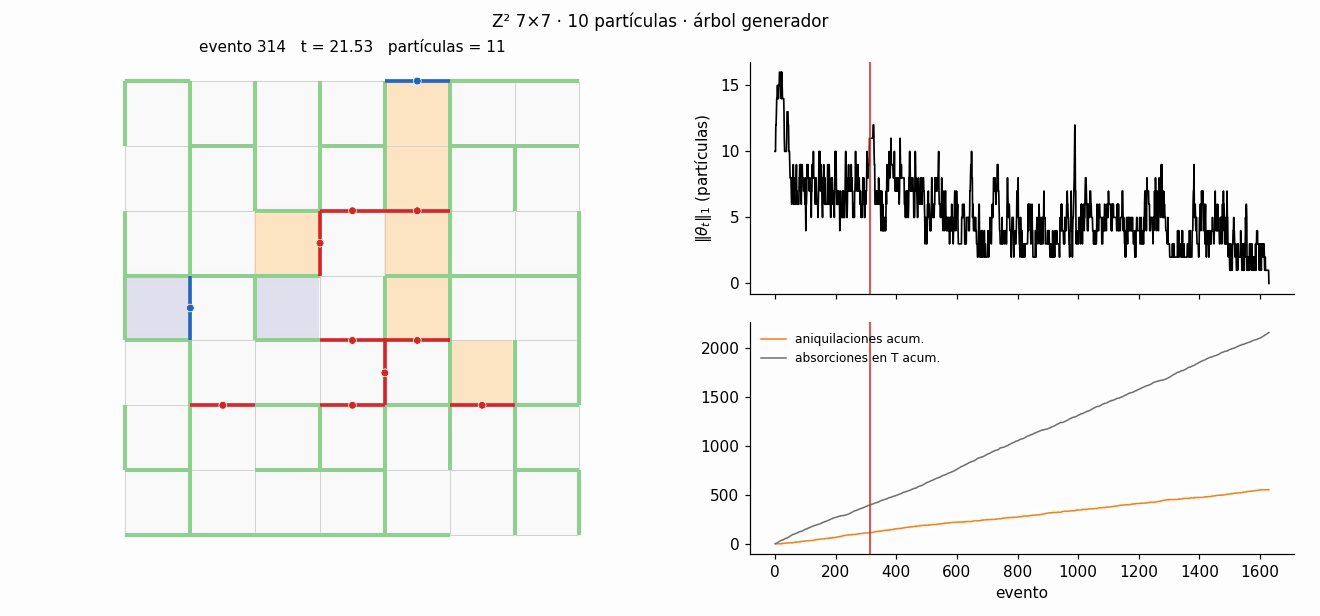 Z² 7×7 · 10 partículas · árbol generador
evento 314   t = 21.53   partículas = 11
15
10
5
0
‖θₜ‖₁ (partículas)
aniquilaciones acum.
absorciones en T acum.
2000
1500
1000
500
0
0 200 400 600 800 1000 1200 1400 1600
evento